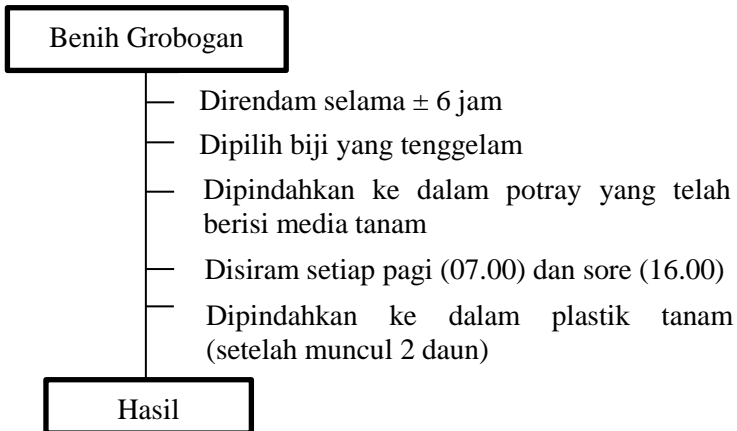 Benih Grobogan
Direndam selama ± 6 jam
Dipilih biji yang tenggelam
Dipindahkan ke dalam potray yang telah
berisi media tanam
Disiram setiap pagi (07.00) dan sore (16.00)
Dipindahkan ke dalam plastik tanam
(setelah muncul 2 daun)
Hasil